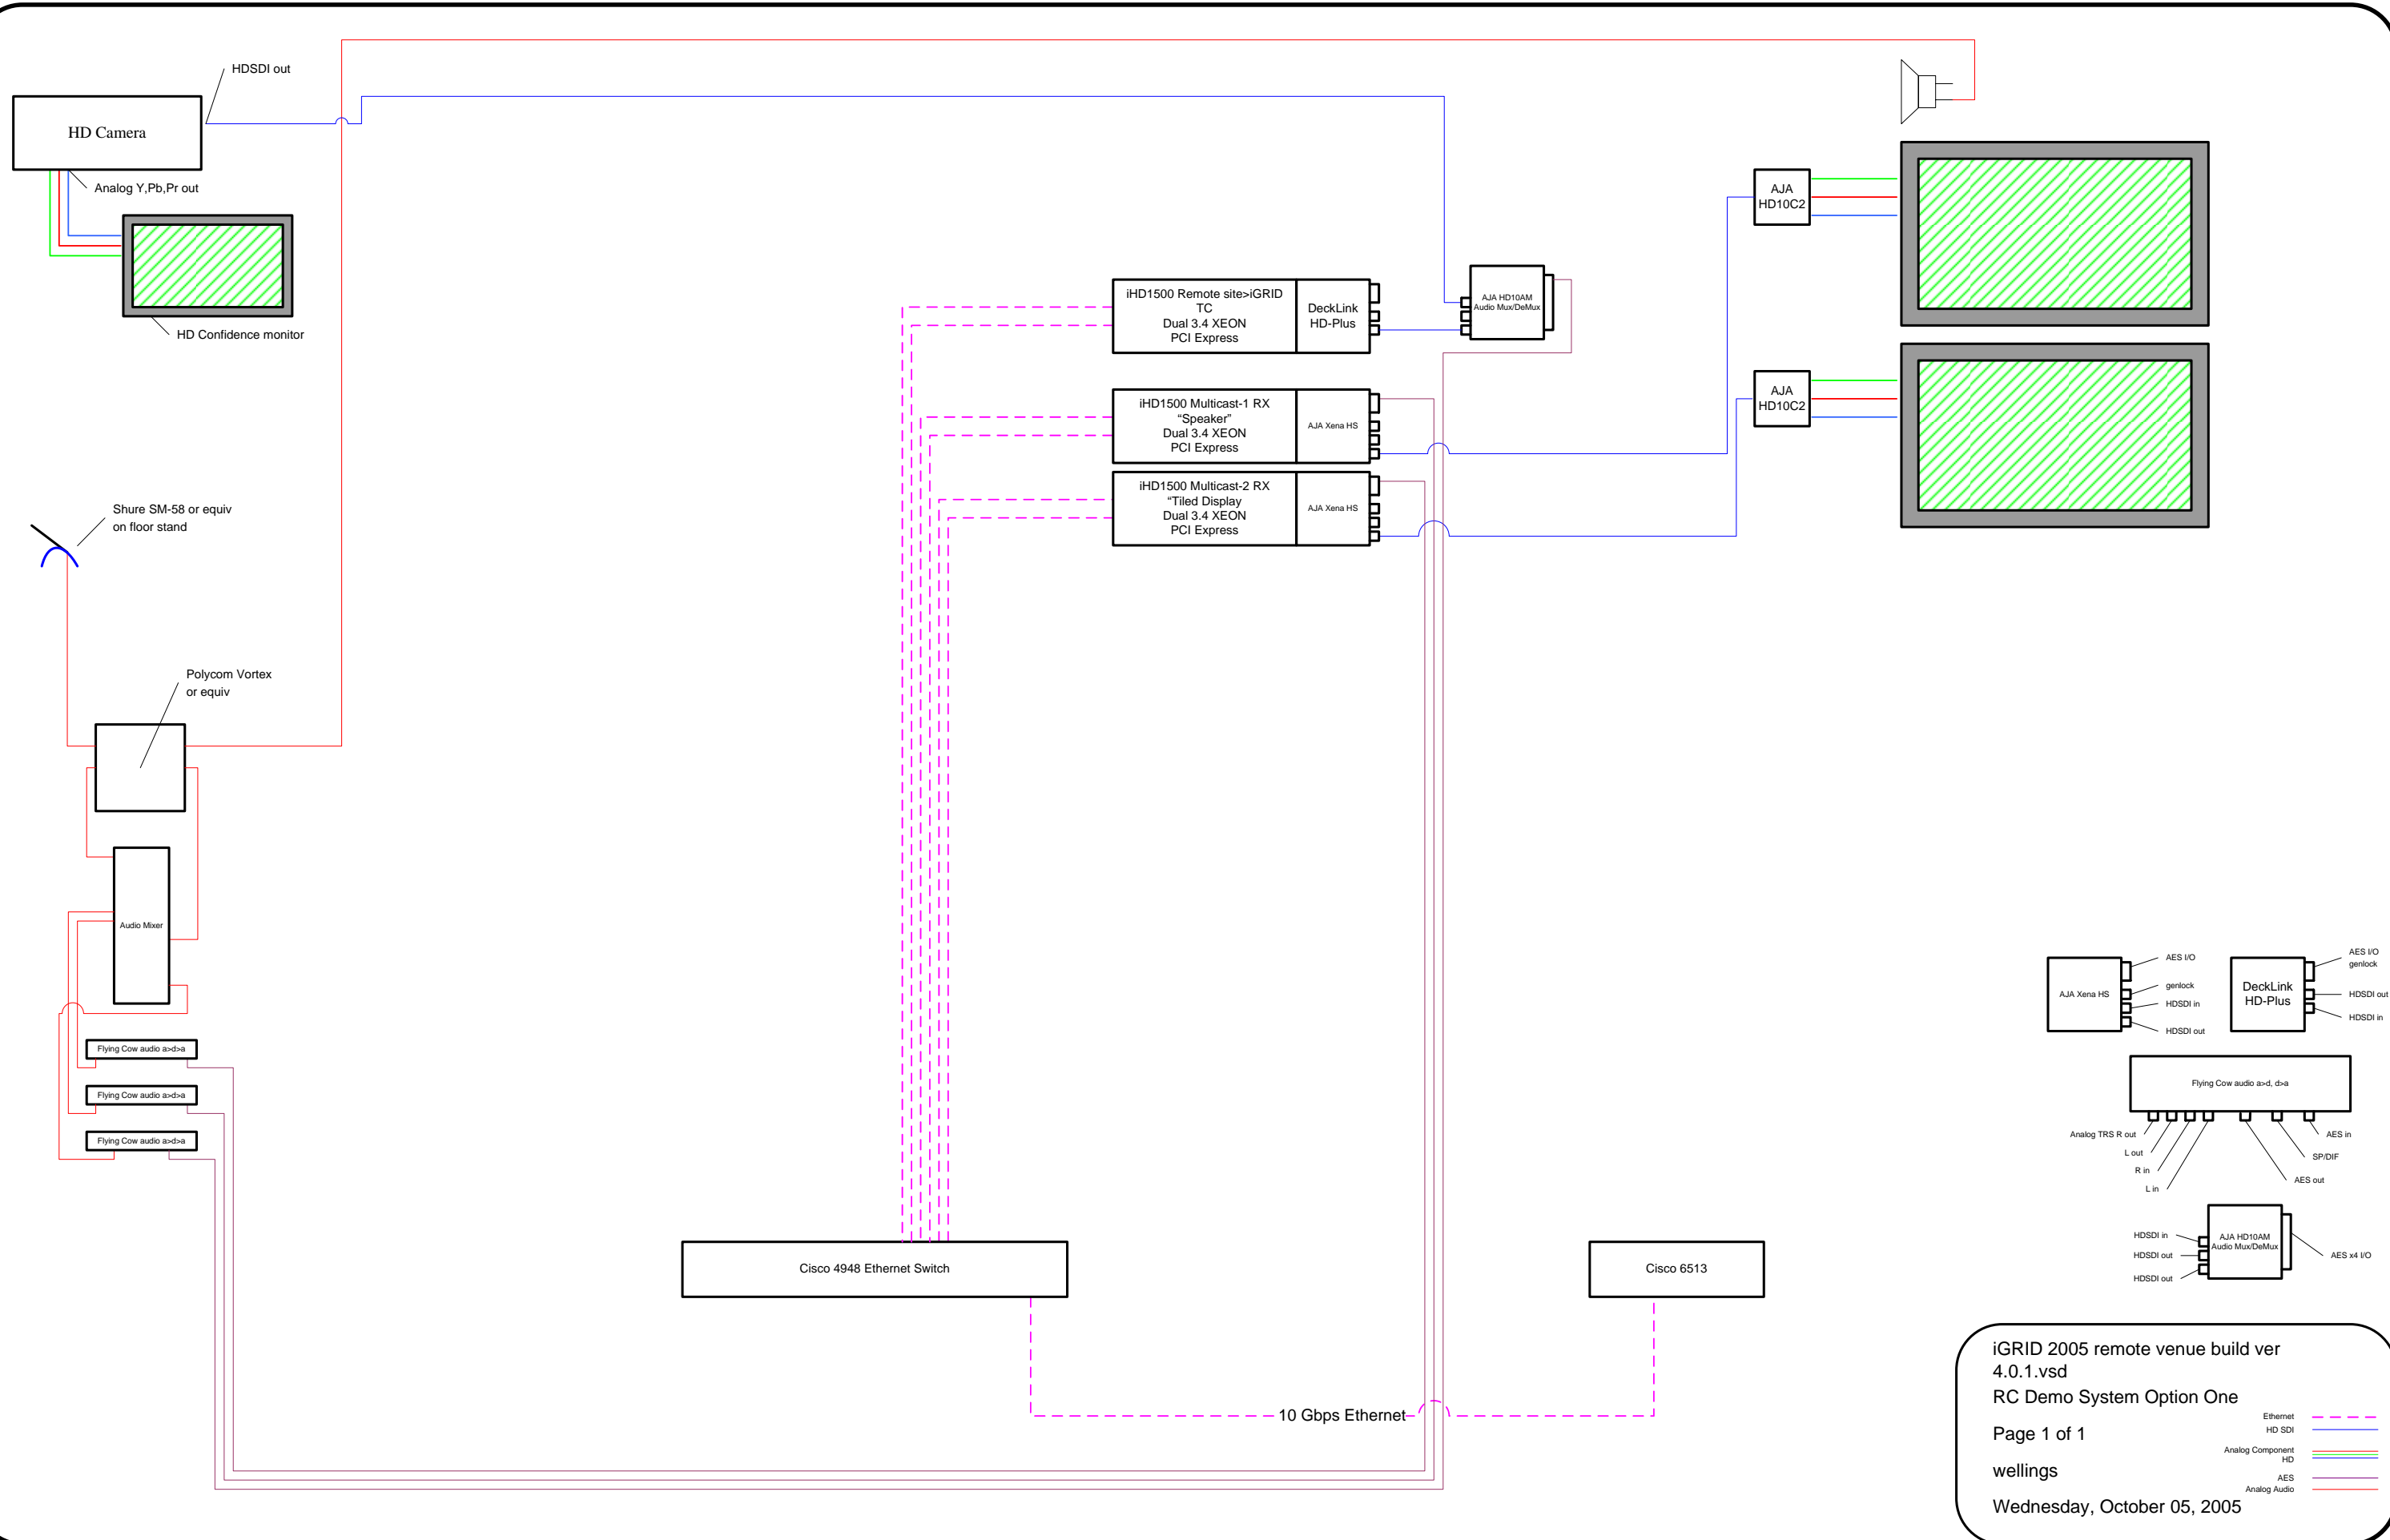 HDSDI out
HD Camera
Analog Y,Pb,Pr out
HD Confidence monitor
AJA
HD10C2
iHD1500 Remote site>iGRID
TC
Dual 3.4 XEON
PCI Express
DeckLink
HD-Plus
AJA HD10AM
Audio Mux/DeMux
iHD1500 Multicast-1 RX
“Speaker”
Dual 3.4 XEON
PCI Express
AJA Xena HS
AJA
HD10C2
iHD1500 Multicast-2 RX
“Tiled Display
Dual 3.4 XEON
PCI Express
AJA Xena HS
Shure SM-58 or equiv
on floor stand
Polycom Vortex
or equiv
Audio Mixer
Flying Cow audio a>d>a
Flying Cow audio a>d>a
Flying Cow audio a>d>a
Cisco 4948 Ethernet Switch
Cisco 6513
10 Gbps Ethernet
AJA Xena HS
AES I/O
genlock
HDSDI in
HDSDI out
DeckLink
HD-Plus
AES I/O
genlock
HDSDI out
HDSDI in
Flying Cow audio a>d, d>a
Analog TRS R out
L out
R in
L in
AES in
SP/DIF
AES out
HDSDI in
HDSDI out
HDSDI out
AJA HD10AM
Audio Mux/DeMux
AES x4 I/O
iGRID 2005 remote venue build ver
4.0.1.vsd
RC Demo System Option One
Page 1 of 1
wellings
Wednesday, October 05, 2005
Ethernet
HD SDI
Analog Component
HD
AES
Analog Audio